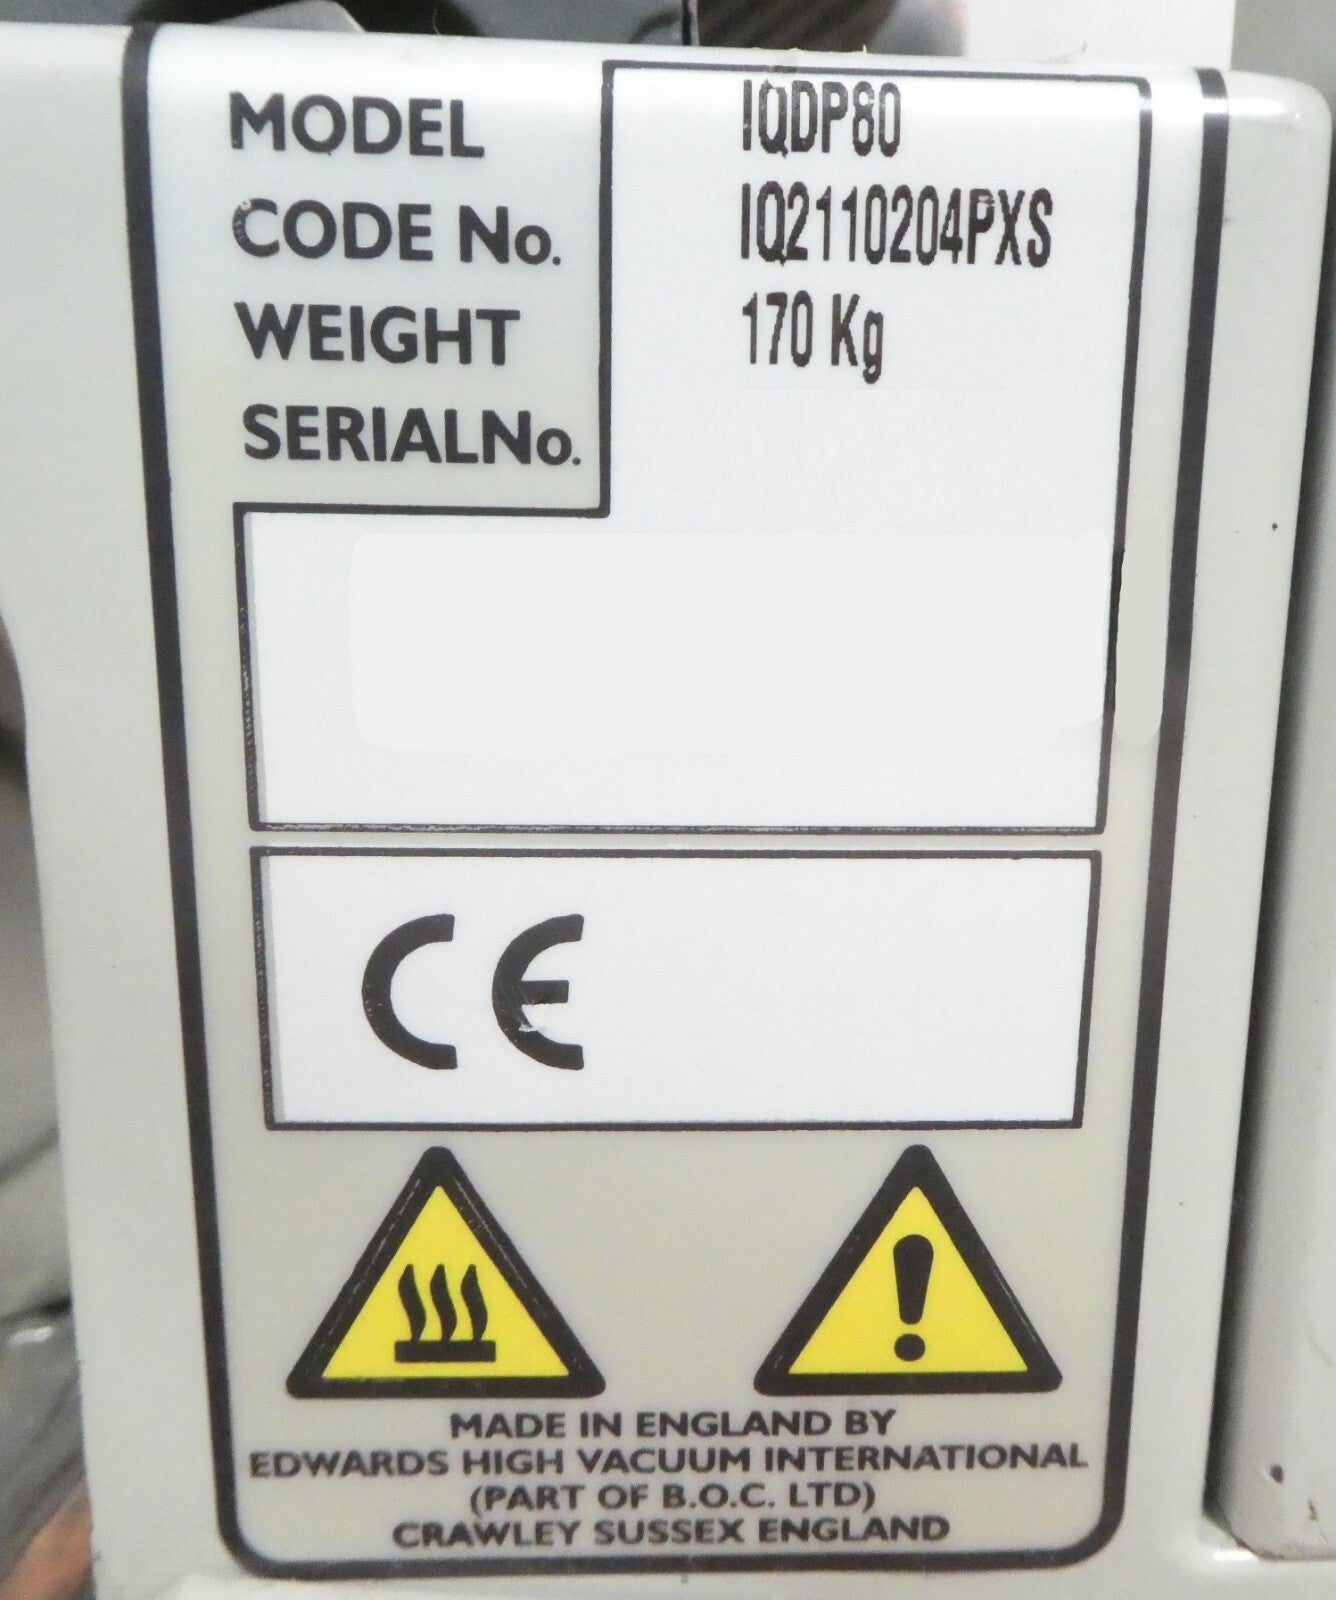 MODEL IQDP80
CODE No. IQ2110204PXS
WEIGHT 170 Kg
SERIALNo.
CE
MADE IN ENGLAND BY
EDWARDS HIGH VACUUM INTERNATIONAL
(PART OF B.O.C. LTD)
CRAWLEY SUSSEX ENGLAND